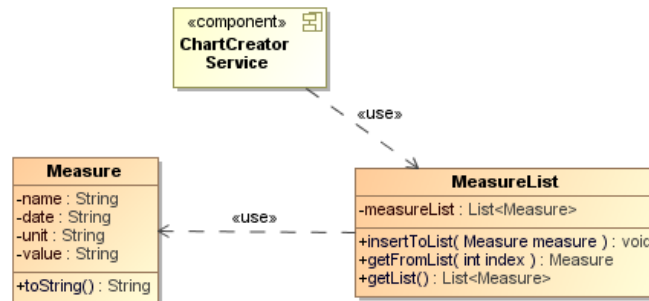 «component»
ChartCreator
Service
«use»
Measure
-name : String
-date : String
-unit : String
-value : String
+toString() : String
«use»
MeasureList
-measureList : List<Measure>
+insertToList( Measure measure ) : void
+getFromList( int index ) : Measure
+getList() : List<Measure>